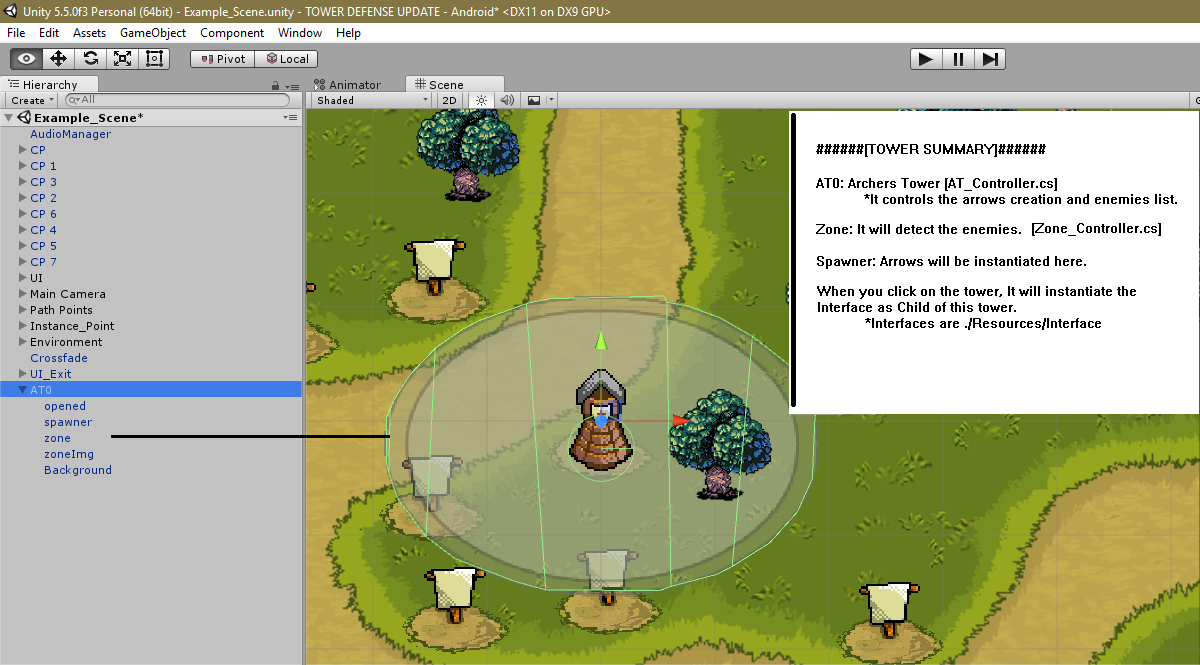 Unity 5.5.0f3 Personal (64bit) - Example_Scene.unity - TOWER DEFENSE UPDATE - Android* <DX11 on DX9 GPU>
File Edit Assets GameObject Component Window Help
Pivot Local
Hierarchy
Create All
Example_Scene*
AudioManager
CP
CP 1
CP 3
CP 2
CP 6
CP 4
CP 5
CP 7
UI
Main Camera
Path Points
Instance_Point
Environment
Crossfade
UI_Exit
AT0
opened
spawner
zone
zoneImg
Background
Animator Scene
Shaded 2D
######[TOWER SUMMARY]######
AT0: Archers Tower [AT_Controller.cs]
*It controls the arrows creation and enemies list.
Zone: It will detect the enemies. [Zone_Controller.cs]
Spawner: Arrows will be instantiated here.
When you click on the tower, It will instantiate the
Interface as Child of this tower.
*Interfaces are ./Resources/Interface